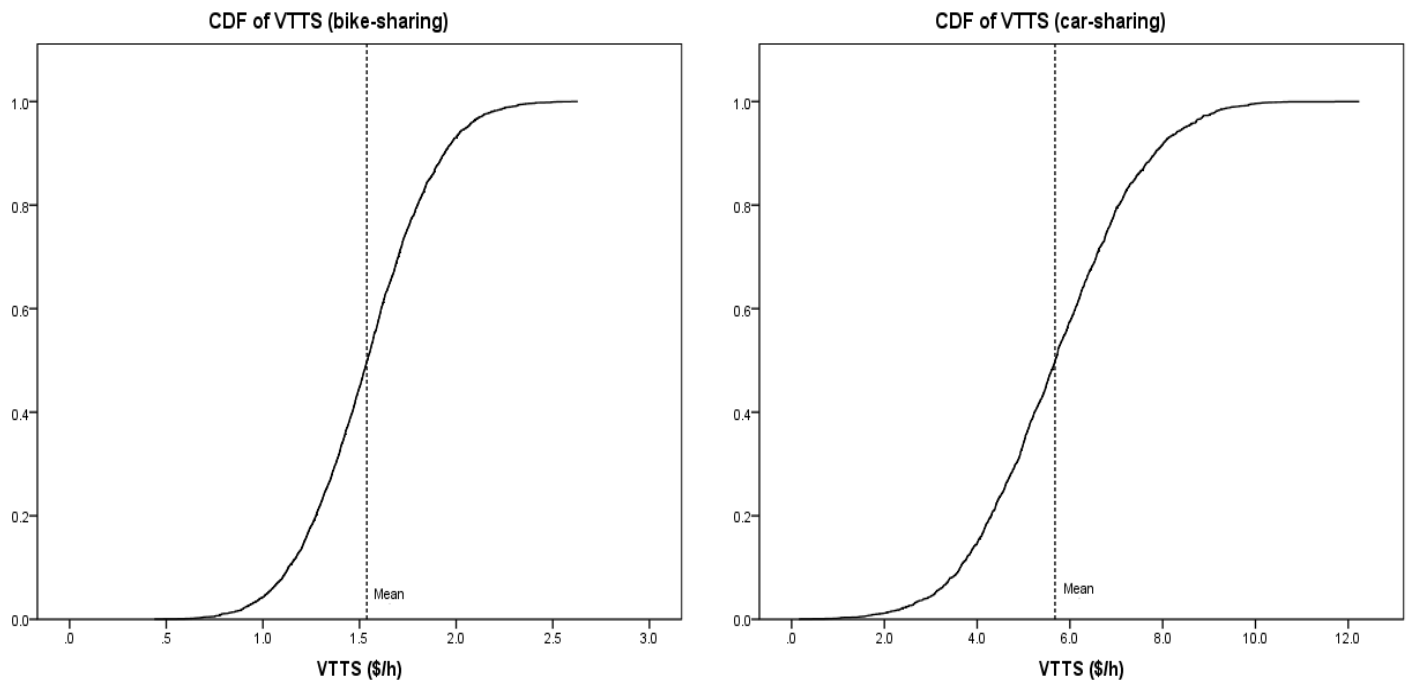 CDF of VTTS (bike-sharing)
1.0
0.8
0.6
0.4
0.2
0.0
Mean
.0 .5 1.0 1.5 2.0 2.5 3.0
VTTS ($/h)
CDF of VTTS (car-sharing)
1.0
0.8
0.6
0.4
0.2
0.0
Mean
.0 2.0 4.0 6.0 8.0 10.0 12.0
VTTS ($/h)